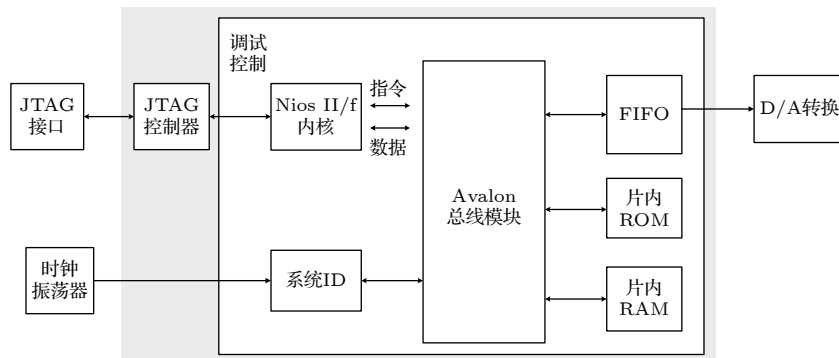 调试
控制
JTAG
接口
JTAG
控制器
Nios II/f
内核
指令
数据
Avalon
总线模块
FIFO
D/A转换
片内
ROM
时钟
振荡器
系统ID
片内
RAM